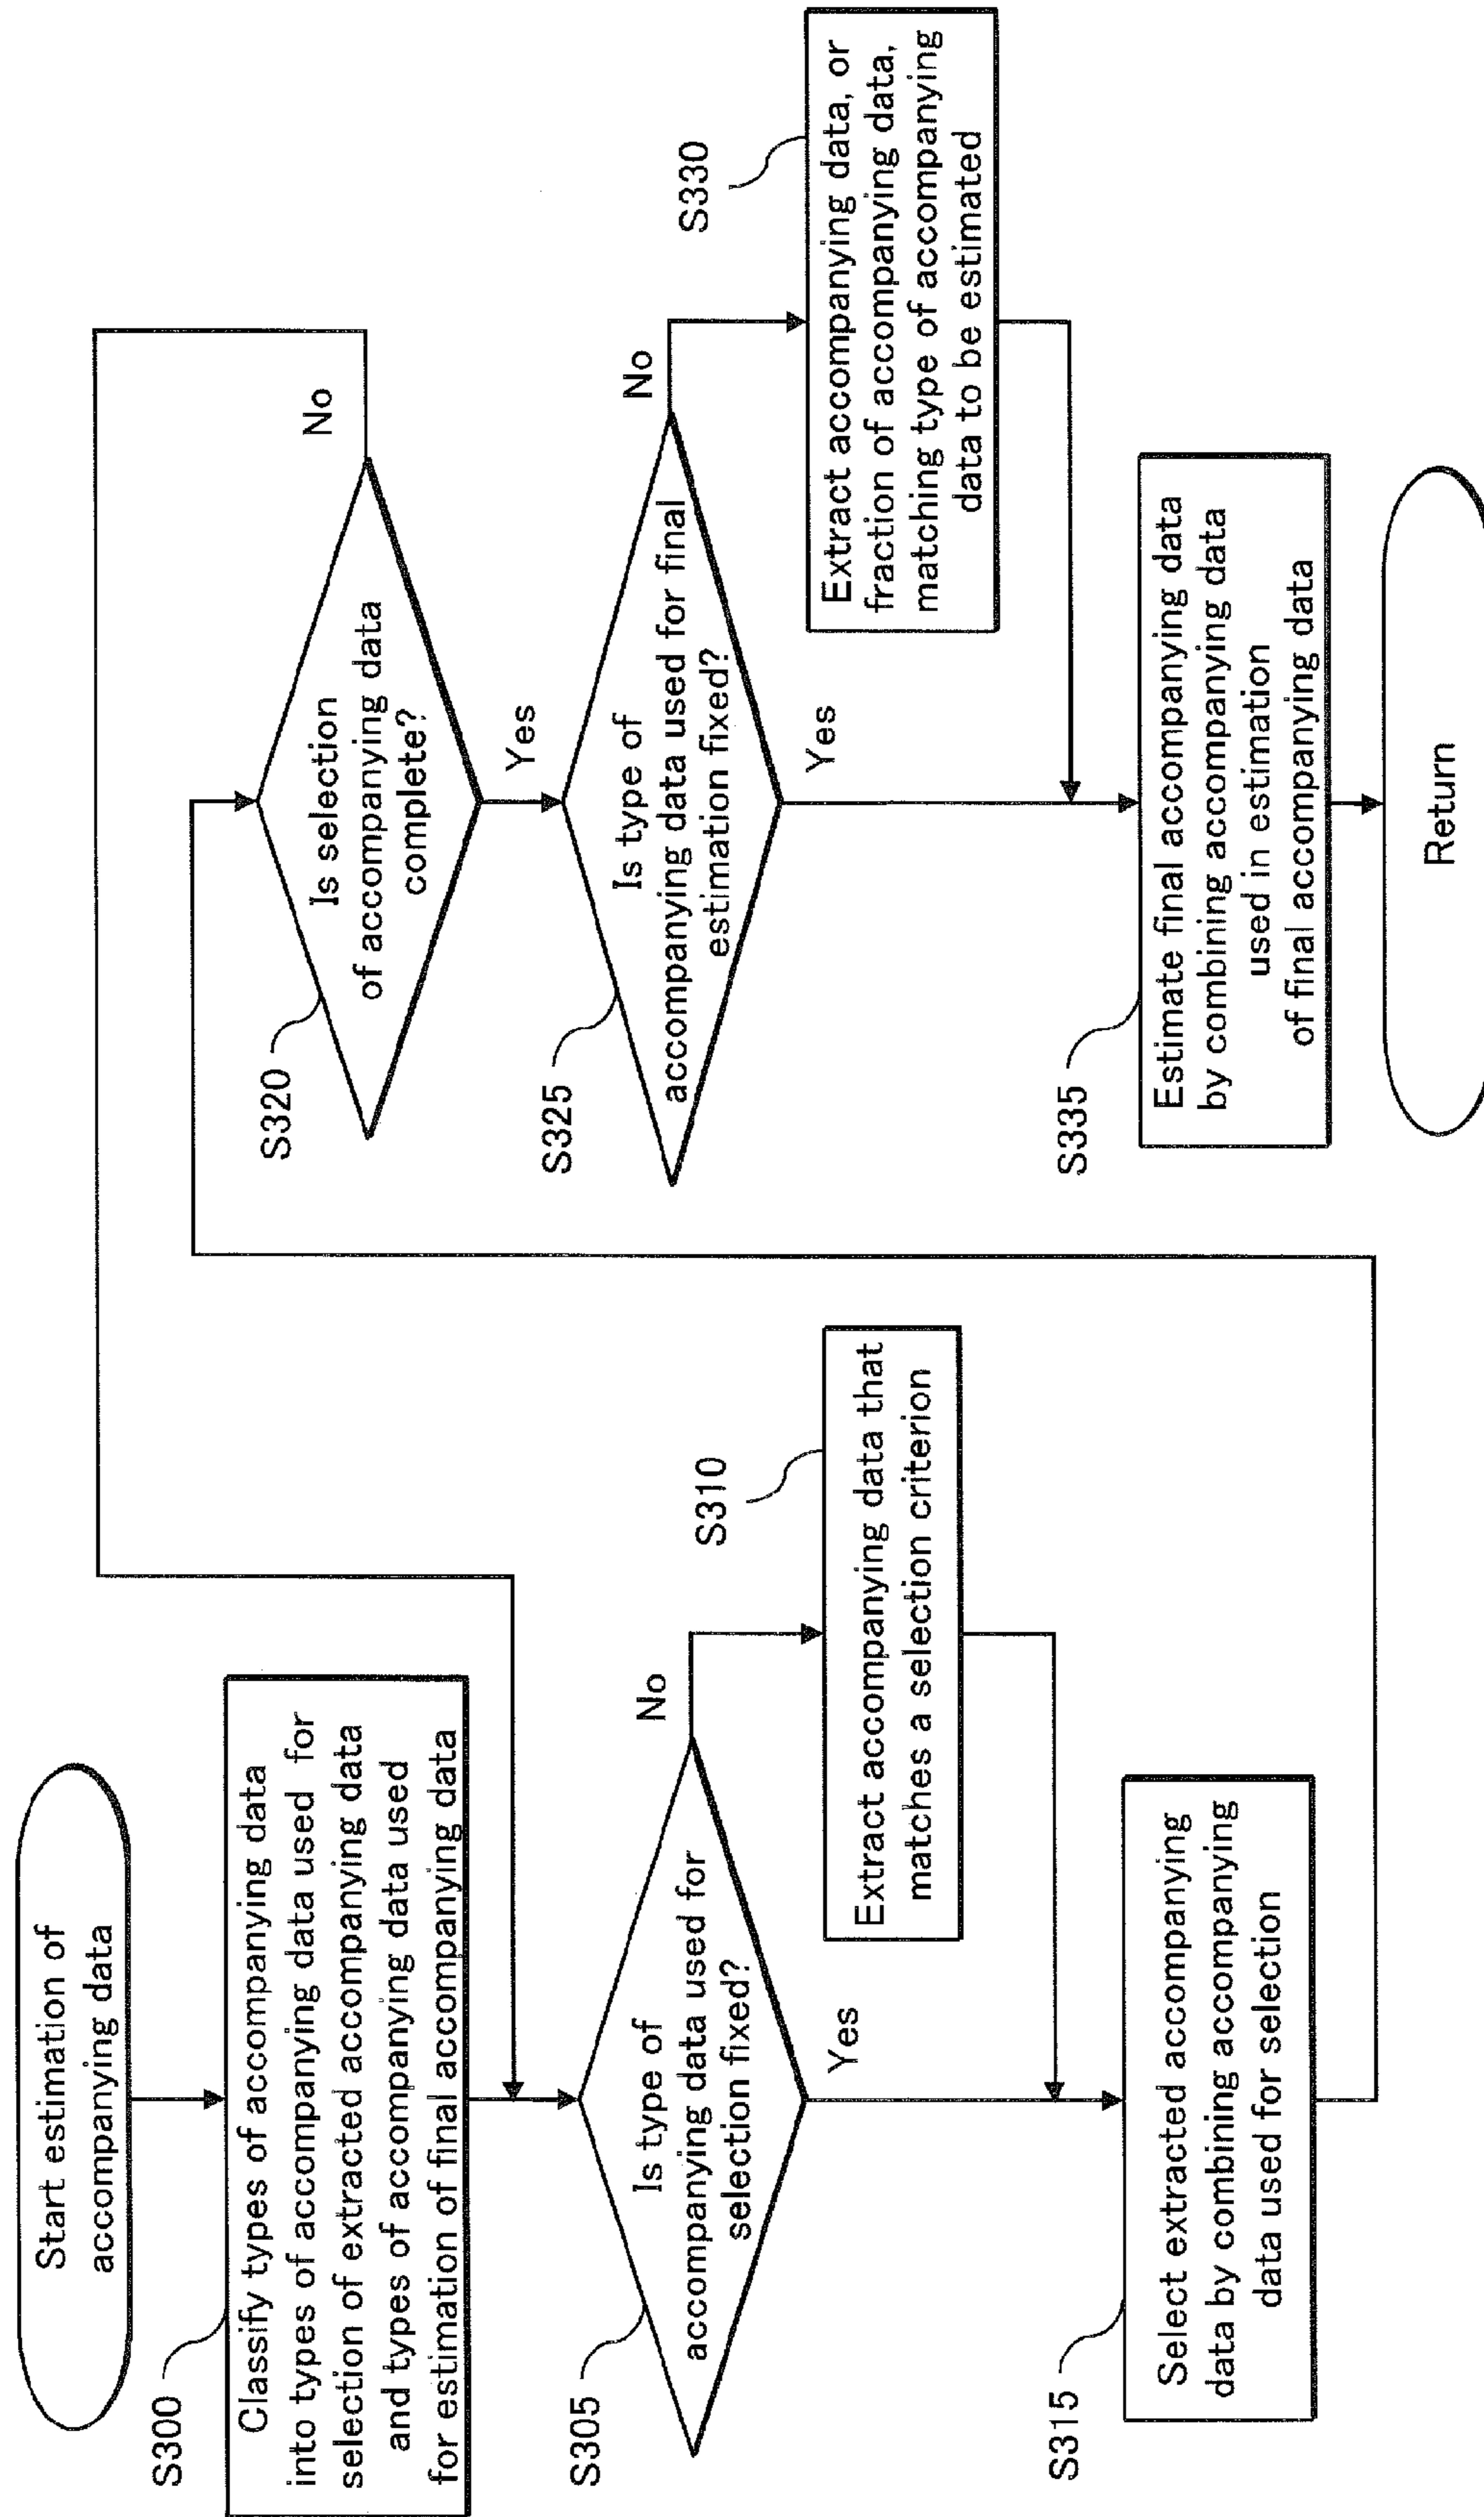 Start estimation of
accompanying data
S300
Classify types of accompanying data
into types of accompanying data used for
selection of extracted accompanying data
and types of accompanying data used
for estimation of final accompanying data
S305
Is type of
accompanying data used for
selection fixed?
No
Yes
S310
Extract accompanying data that
matches a selection criterion
S315
Select extracted accompanying
data by combining accompanying
data used for selection
S320
Is selection
of accompanying data
complete?
No
Yes
S325
Is type of
accompanying data used for final
estimation fixed?
No
Yes
S330
Extract accompanying data, or
fraction of accompanying data,
matching type of accompanying
data to be estimated
S335
Estimate final accompanying data
by combining accompanying data
used in estimation
of final accompanying data
Return